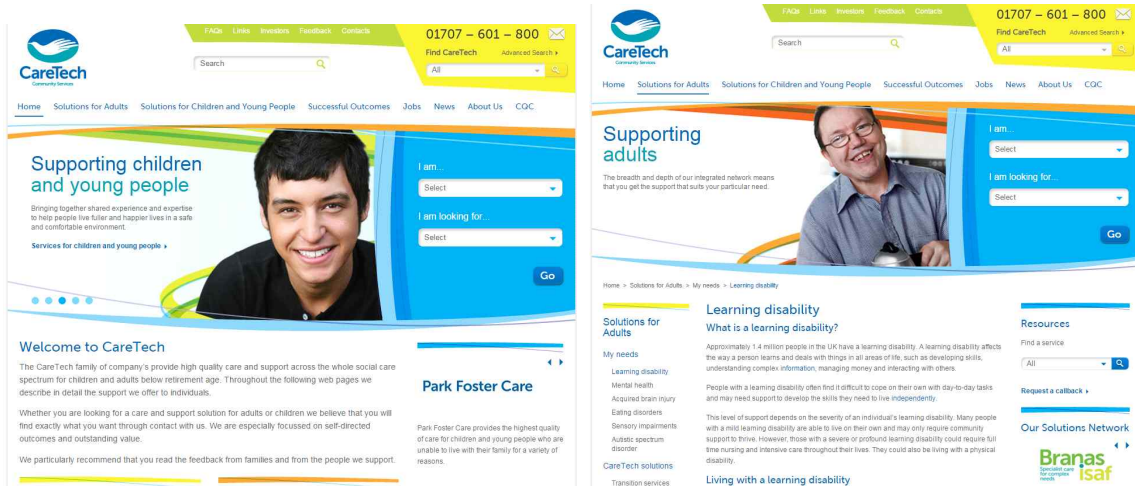 FAQs Links Investors Feedback Contacts
01707 – 601 – 800
Find CareTech Advanced Search
All
Search
CareTech
Community Services
Home Solutions for Adults Solutions for Children and Young People Successful Outcomes Jobs News About Us CQC
Supporting children
and young people
Bringing together shared experience and expertise
to help people live fuller and happier lives in a safe
and comfortable environment.
Services for children and young people
I am...
Select
I am looking for...
Select
Go
Welcome to CareTech
The CareTech family of company's provide high quality care and support across the whole social care
spectrum for children and adults below retirement age. Throughout the following web pages we
describe in detail the support we offer to individuals.
Whether you are looking for a care and support solution for adults or children we believe that you will
find exactly what you want through contact with us. We are especially focussed on self-directed
outcomes and outstanding value.
We particularly recommend that you read the feedback from families and from the people we support.
Park Foster Care
Park Foster Care provides the highest quality
of care for children and young people who are
unable to live with their family for a variety of
reasons.
FAQs Links Investors Feedback Contacts
01707 – 601 – 800
Find CareTech Advanced Search
All
Search
CareTech
Community Services
Home Solutions for Adults Solutions for Children and Young People Successful Outcomes Jobs News About Us CQC
Supporting
adults
The breadth and depth of our integrated network means
that you get the support that suits your particular need.
I am...
Select
I am looking for...
Select
Go
Home > Solutions for Adults > My needs > Learning disability
Solutions for
Adults
My needs
Learning disability
Mental health
Acquired brain injury
Eating disorders
Sensory impairments
Autistic spectrum
disorder
CareTech solutions
Transition services
Learning disability
What is a learning disability?
Approximately 1.4 million people in the UK have a learning disability. A learning disability affects
the way a person learns and deals with things in all areas of life, such as developing skills,
understanding complex information, managing money and interacting with others
People with a learning disability often find it difficult to cope on their own with day-to-day tasks
and may need support to develop the skills they need to live independently.
This level of support depends on the severity of an individual's learning disability. Many people
with a mild learning disability are able to live on their own and may only require community
support to thrive. However, those with a severe or profound learning disability could require full
time nursing and intensive care throughout their lives. They could also be living with a physical
disability.
Living with a learning disability
Resources
Find a service
All
Request a callback
Our Solutions Network
Branas
Specialist care
for complex
needs
isaf